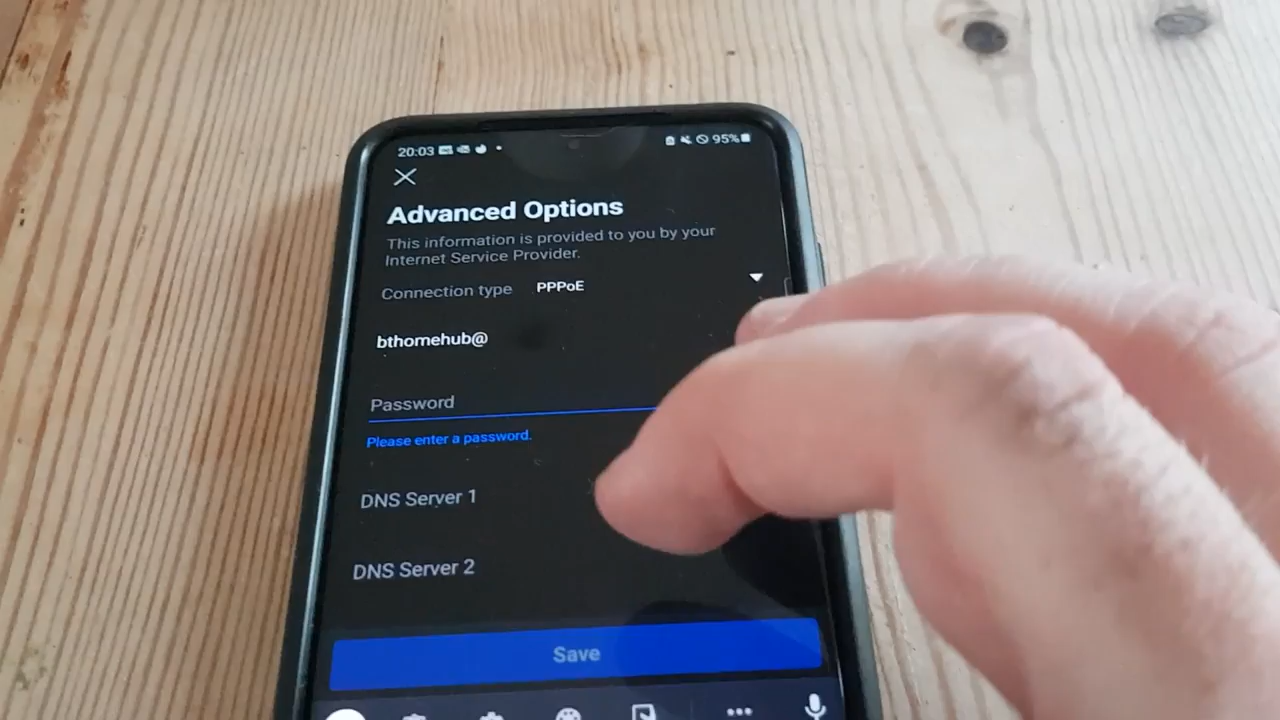 20:03 95%
Advanced Options
This information is provided to you by your
Internet Service Provider.
Connection type PPPoE
bthomehub@
Password
Please enter a password.
DNS Server 1
DNS Server 2
Save